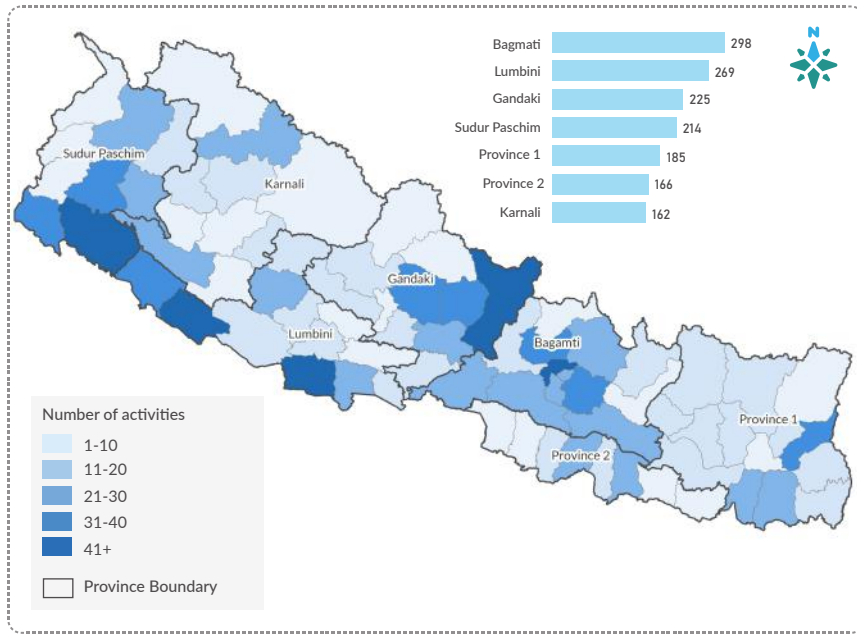 N
Bagmati 298
Lumbini 269
Gandaki 225
Sudur Paschim 214
Province 1 185
Province 2 166
Karnali 162
Sudur Paschim
Karnali
Gandaki
Lumbini
Bagamti
Province 1
Province 2
Number of activities
1-10
11-20
21-30
31-40
41+
Province Boundary